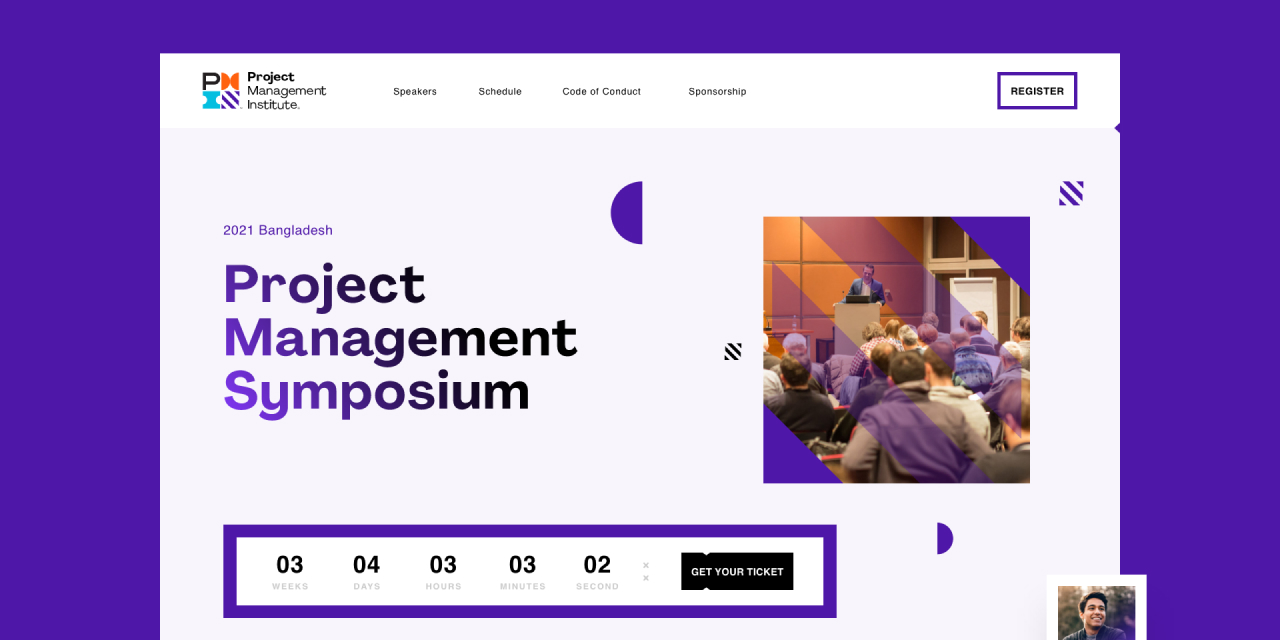 Project
Management
Institute.
Speakers
Schedule
Code of Conduct
Sponsorship
REGISTER
2021 Bangladesh
Project
Management
Symposium
03 04 03 03 02
WEEKS DAYS HOURS MINUTES SECOND
GET YOUR TICKET